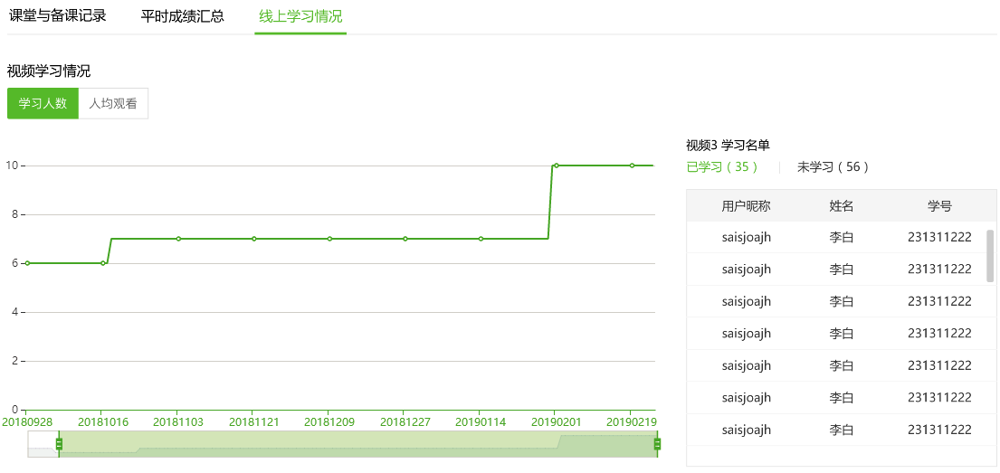 课堂与备课记录 平时成绩汇总 线上学习情况
视频学习情况
学习人数 人均观看
10
8
6
4
2
0
20180928 20181016 20181103 20181121 20181209 20181227 20190114 20190201 20190219
视频3 学习名单
已学习（35） 未学习（56）
用户昵称 姓名 学号
saisjoajh 李白 231311222
saisjoajh 李白 231311222
saisjoajh 李白 231311222
saisjoajh 李白 231311222
saisjoajh 李白 231311222
saisjoajh 李白 231311222
saisjoajh 李白 231311222